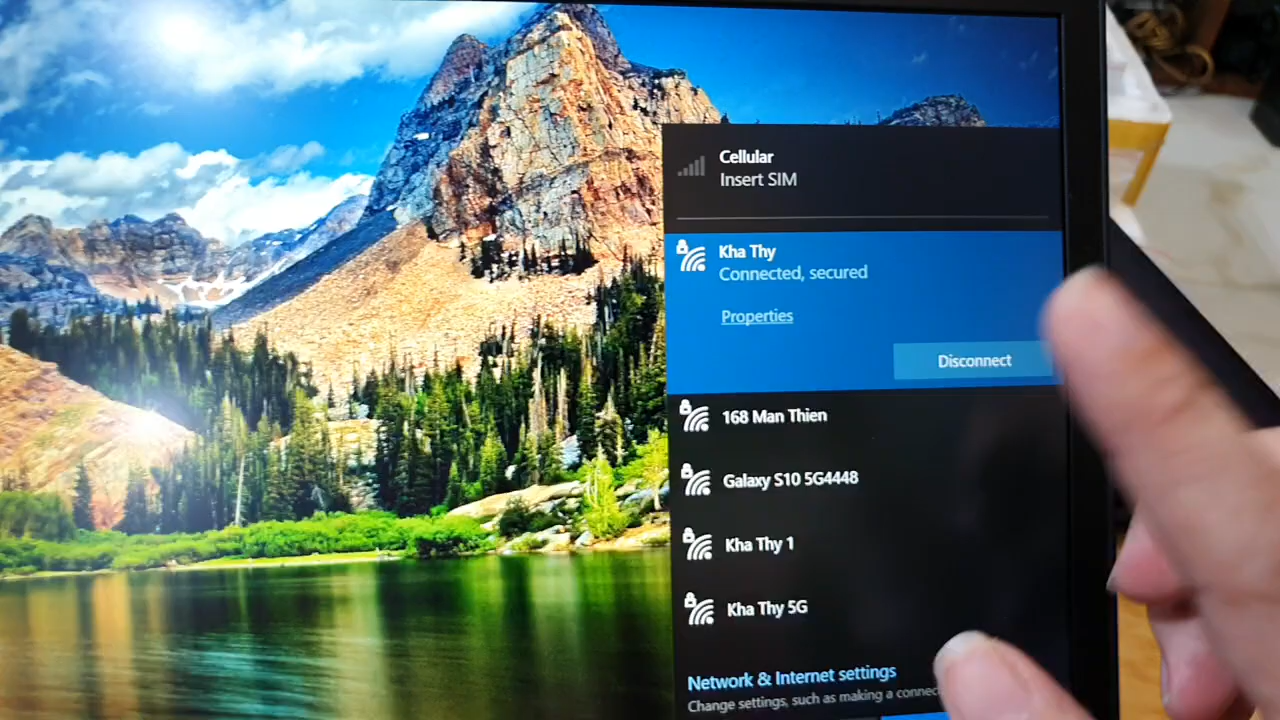 Cellular
Insert SIM
Kha Thy
Connected, secured
Properties
Disconnect
168 Man Thien
Galaxy S10 5G4448
Kha Thy 1
Kha Thy 5G
Network & Internet settings
Change settings, such as making a